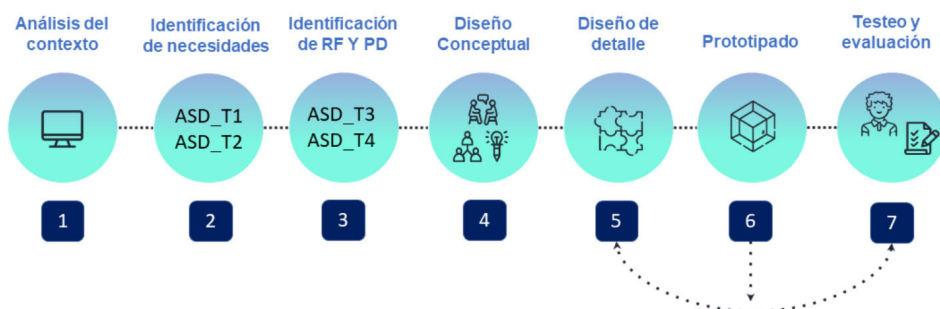 Análisis del
contexto
Identificación
de necesidades
Identificación
de RF Y PD
Diseño
Conceptual
Diseño de
detalle
Prototipado
Testeo y
evaluación
ASD_T1
ASD_T2
ASD_T3
ASD_T4
1
2
3
4
5
6
7